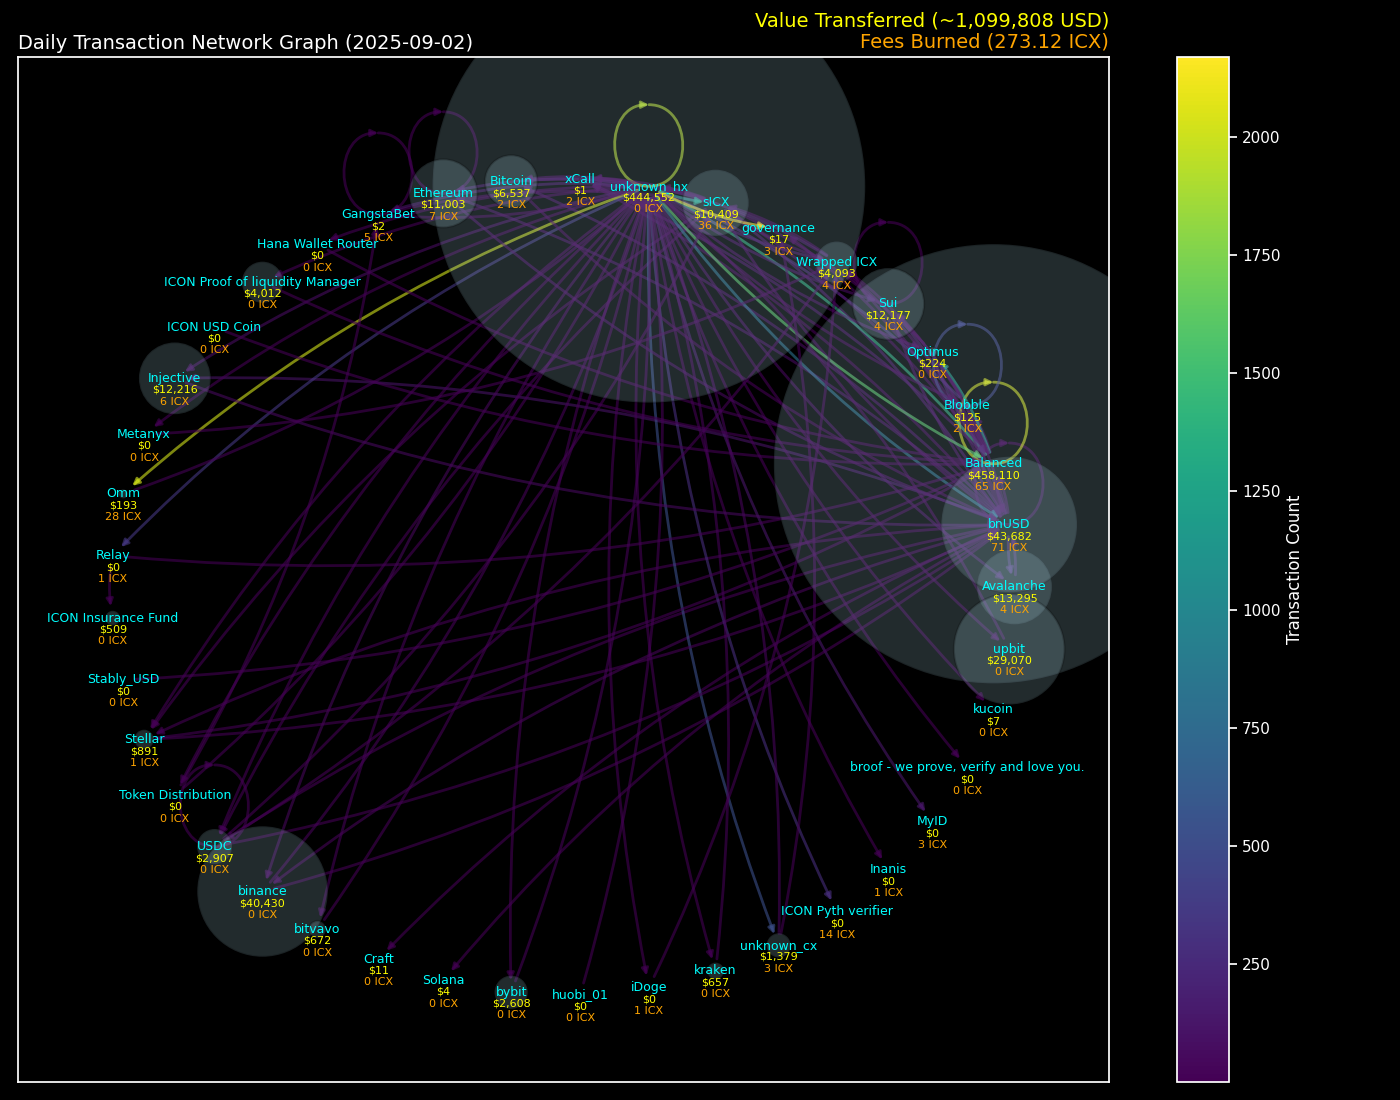 Value Transferred (~1,099,808 USD)
Daily Transaction Network Graph (2025-09-02)
Fees Burned (273.12 ICX)
unknown_hx
$444,552
0 ICX
xCall
$1
2 ICX
Bitcoin
$6,537
2 ICX
Ethereum
$11,003
7 ICX
GangstaBet
$2
5 ICX
Hana Wallet Router
$0
0 ICX
ICON Proof of liquidity Manager
$4,012
0 ICX
ICON USD Coin
$0
0 ICX
Injective
$12,216
6 ICX
Metanyx
$0
0 ICX
Omm
$193
28 ICX
Relay
$0
1 ICX
ICON Insurance Fund
$509
0 ICX
Stably_USD
$0
0 ICX
Stellar
$891
1 ICX
Token Distribution
$0
0 ICX
USDC
$2,907
0 ICX
binance
$40,430
0 ICX
bitvavo
$672
0 ICX
Craft
$11
0 ICX
Solana
$4
0 ICX
bybit
$2,608
0 ICX
huobi_01
$0
0 ICX
iDoge
$0
1 ICX
kraken
$657
0 ICX
unknown_cx
$1,379
3 ICX
ICON Pyth verifier
$0
14 ICX
Inanis
$0
1 ICX
MyID
$0
3 ICX
broof - we prove, verify and love you.
$0
0 ICX
kucoin
$7
0 ICX
upbit
$29,070
0 ICX
Avalanche
$13,295
4 ICX
bnUSD
$43,682
71 ICX
Balanced
$458,110
65 ICX
Blobble
$125
2 ICX
Optimus
$224
0 ICX
Sui
$12,177
4 ICX
Wrapped ICX
$4,093
4 ICX
governance
$17
3 ICX
sICX
$10,409
36 ICX
2000
1750
1500
1250
1000
750
500
250
Transaction Count